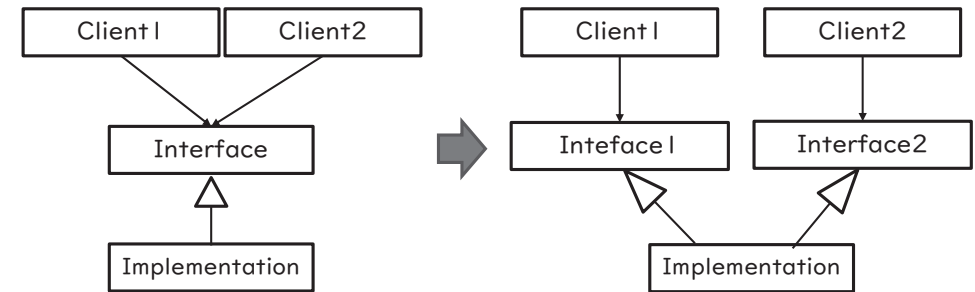 Client1 Client2 Client1 Client2
Interface Inteface1 Interface2
Implementation Implementation